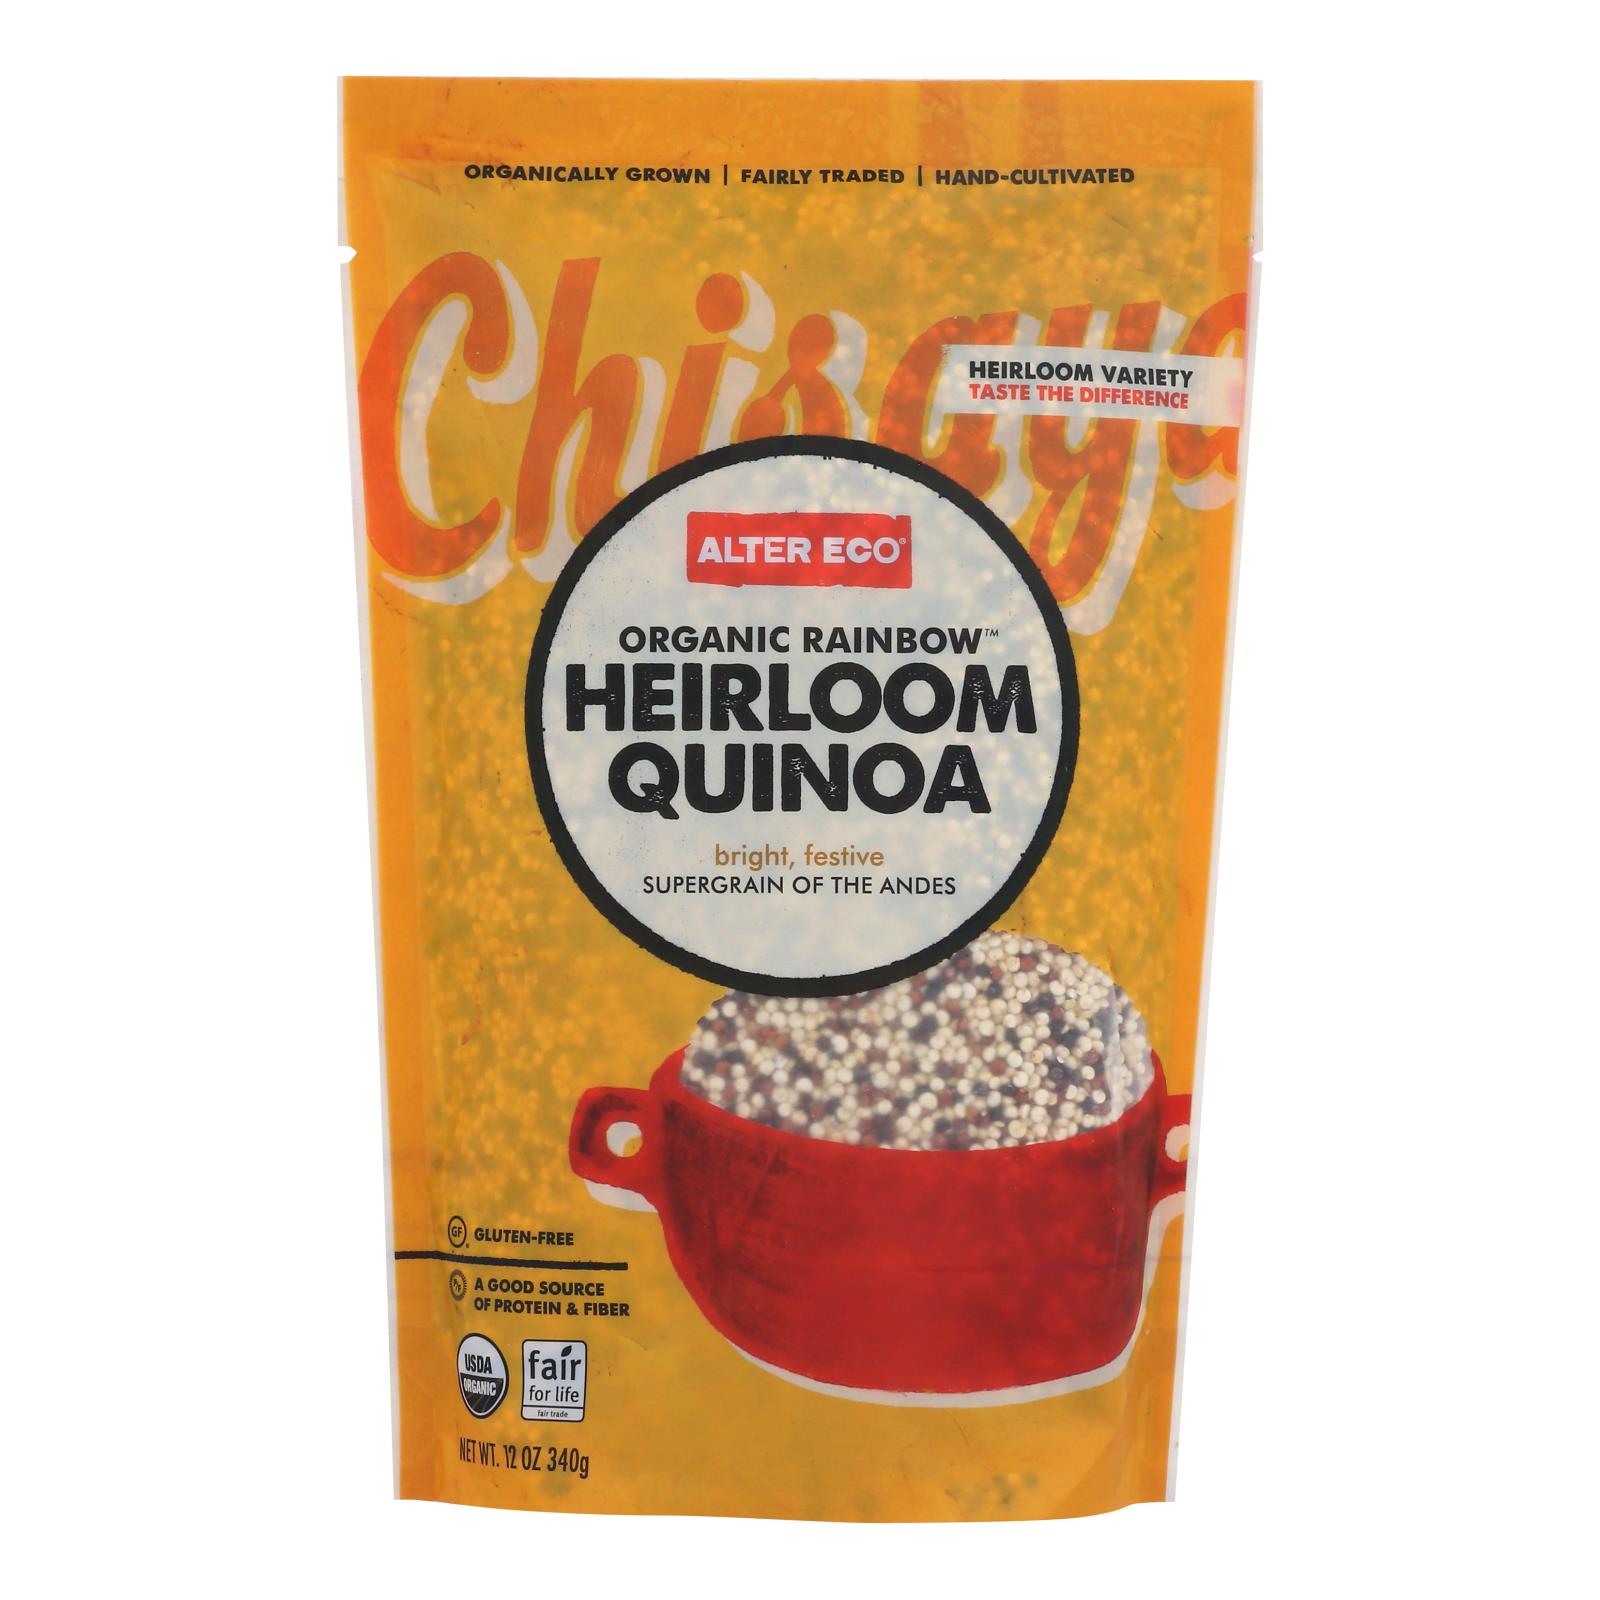 ORGANICALLY GROWN | FAIRLY TRADED | HAND-CULTIVATED
Chisaya
HEIRLOOM VARIETY
TASTE THE DIFFERENCE
ALTER ECO®
ORGANIC RAINBOW™
HEIRLOOM
QUINOA
bright, festive
SUPERGRAIN OF THE ANDES
GF GLUTEN-FREE
P/F A GOOD SOURCE
OF PROTEIN & FIBER
USDA
ORGANIC
fair
for life
fair trade
NET WT. 12 OZ 340g